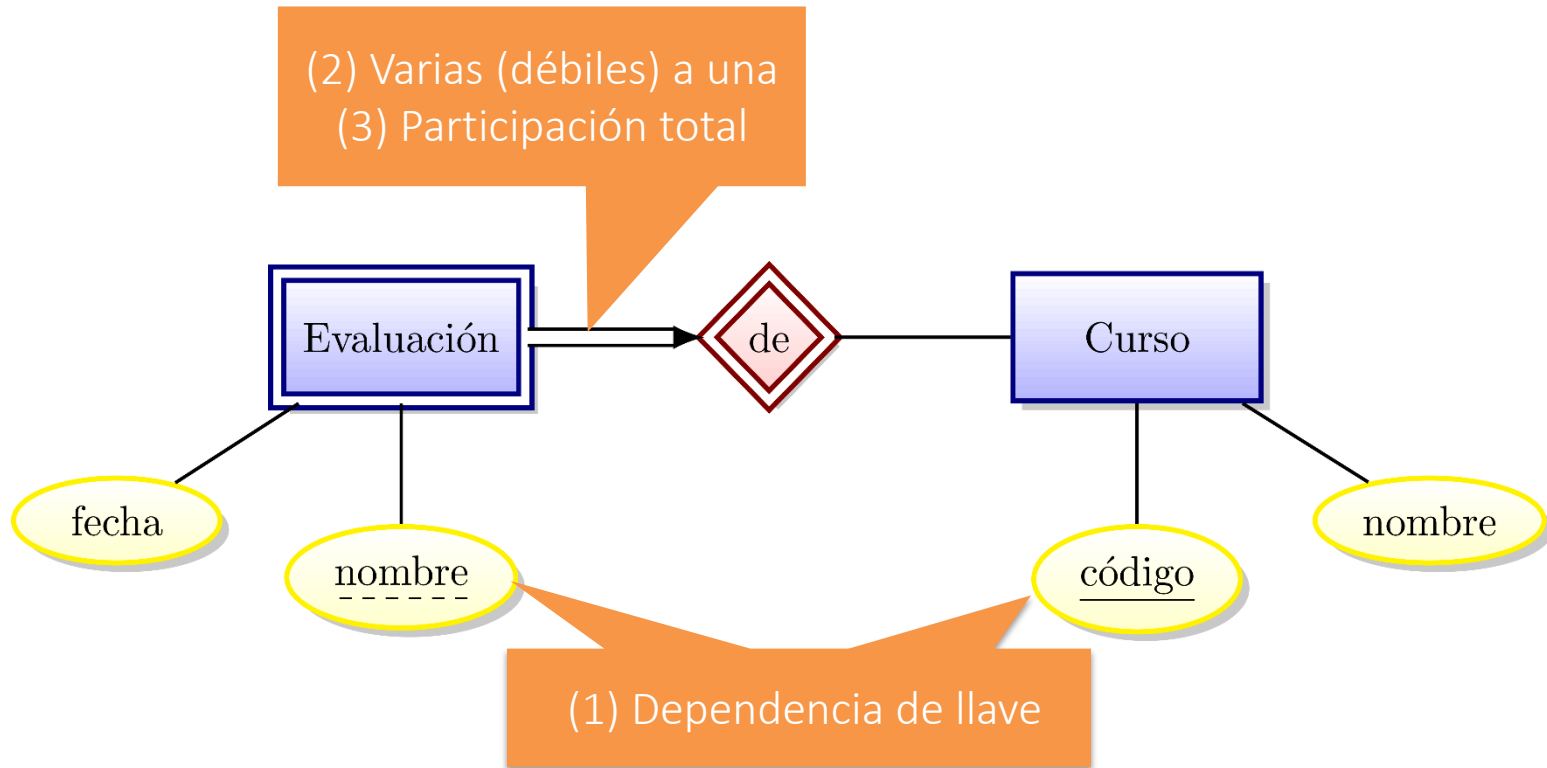 (2) Varias (débiles) a una
(3) Participación total
Evaluación
de
Curso
fecha
nombre
código
nombre
(1) Dependencia de llave